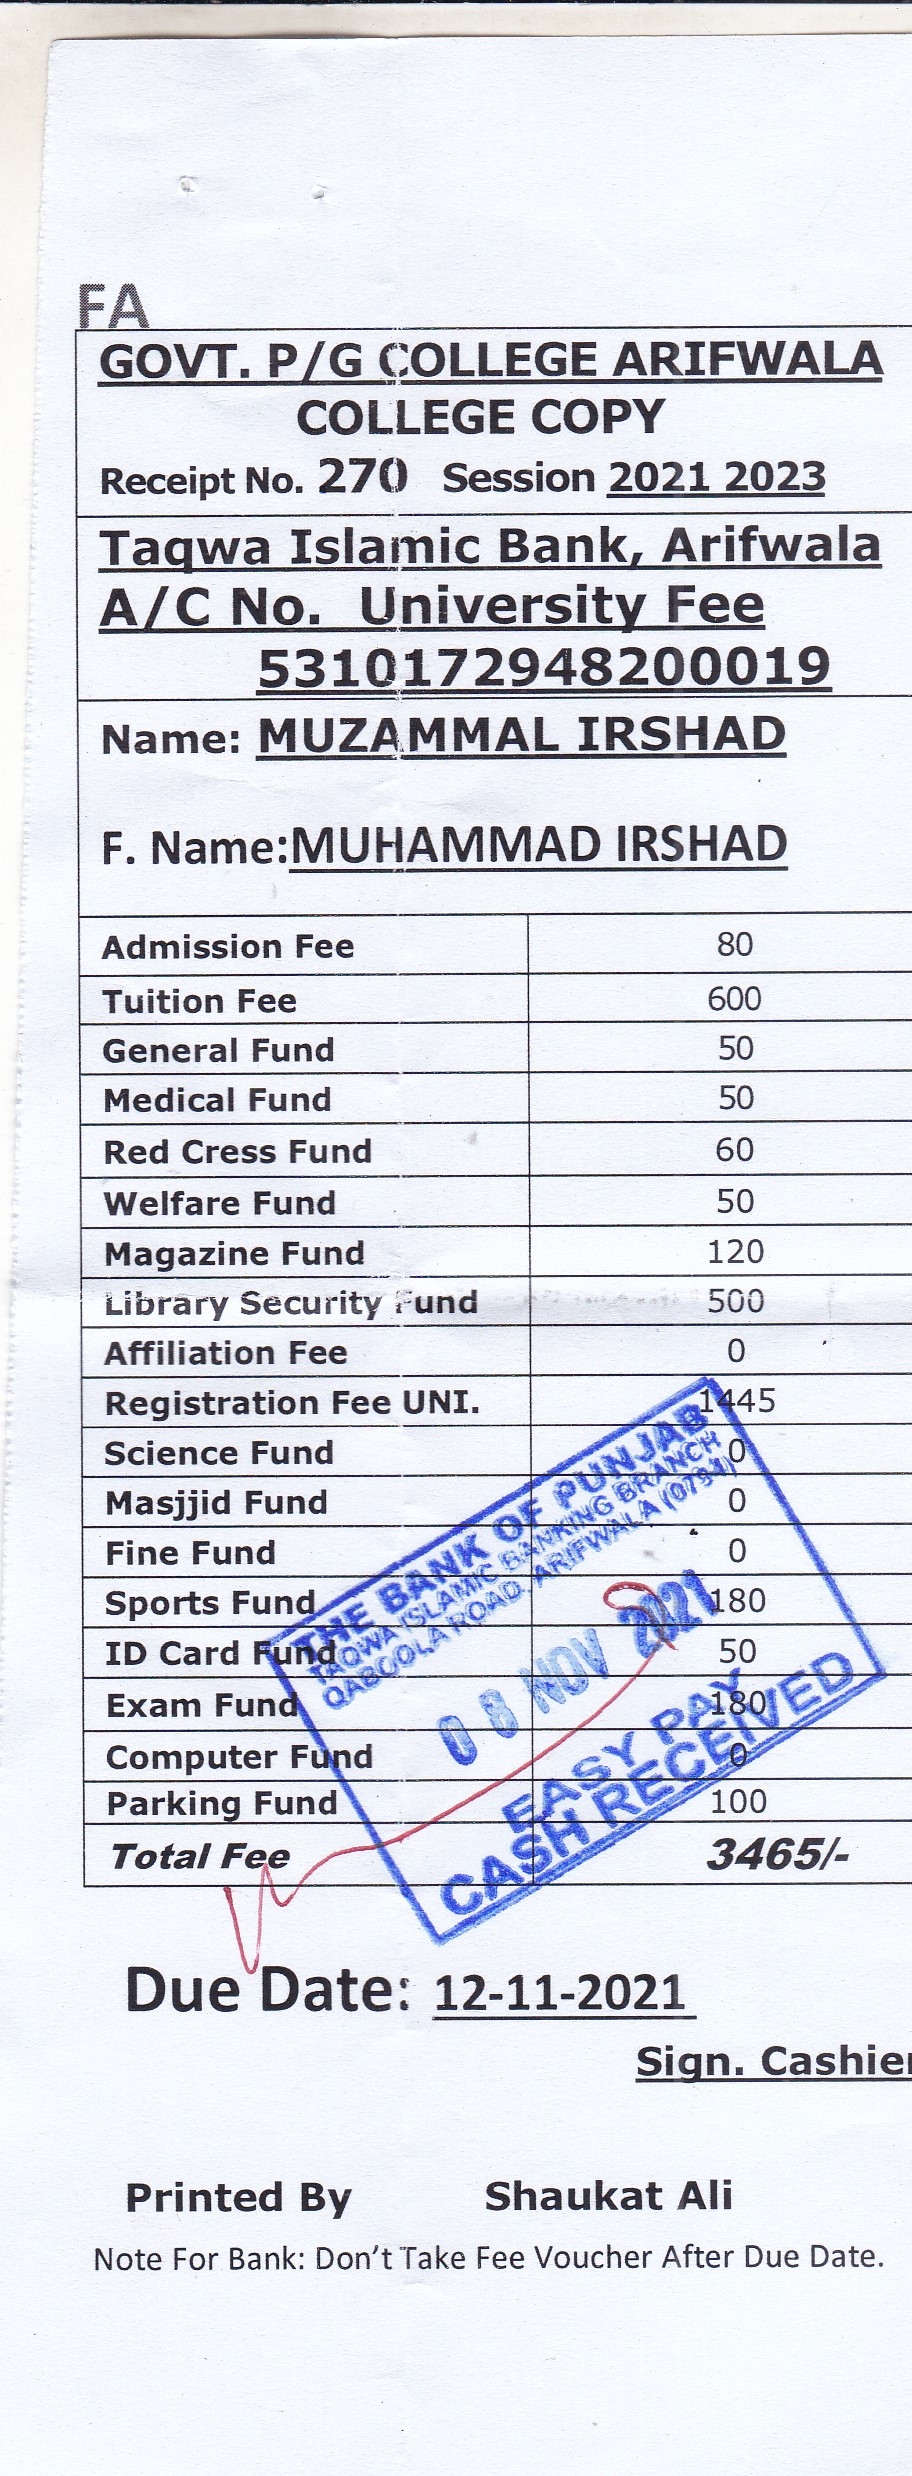 FA
GOVT. P/G COLLEGE ARIFWALA
COLLEGE COPY
Receipt No. 270 Session 2021 2023
Taqwa Islamic Bank, Arifwala
A/C No. University Fee
5310172948200019
Name: MUZAMMAL IRSHAD
F. Name:MUHAMMAD IRSHAD
Admission Fee 80
Tuition Fee 600
General Fund 50
Medical Fund 50
Red Cress Fund 60
Welfare Fund 50
Magazine Fund 120
Library Security Fund 500
Affiliation Fee 0
Registration Fee UNI. 1445
Science Fund 0
Masjjid Fund 0
Fine Fund 0
Sports Fund 180
ID Card Fund 50
Exam Fund 180
Computer Fund 0
Parking Fund 100
Total Fee 3465/-
THE BANK OF PUNJAB
TAQWA ISLAMIC BANKING BRANCH
QABOOLA ROAD, ARIFWALA (0794)
08 NOV 2021
EASY PAY
CASH RECEIVED
Due Date: 12-11-2021
Sign. Cashier
Printed By Shaukat Ali
Note For Bank: Don't Take Fee Voucher After Due Date.